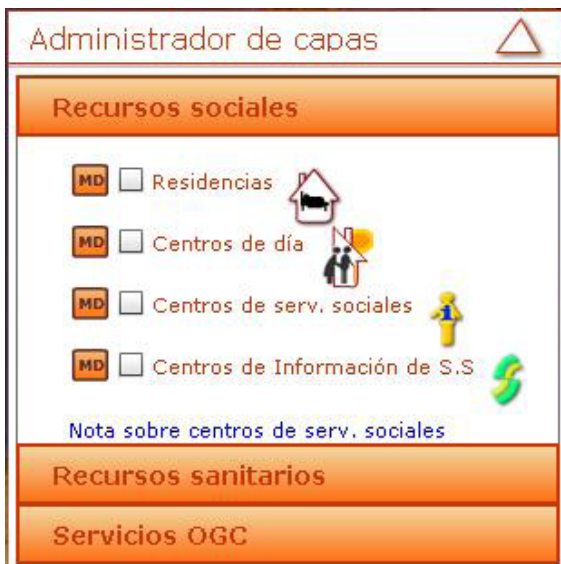 Administrador de capas
Recursos sociales
MD Residencias
MD Centros de día
MD Centros de serv. sociales
i
MD Centros de Información de S.S
Nota sobre centros de serv. sociales
Recursos sanitarios
Servicios OGC